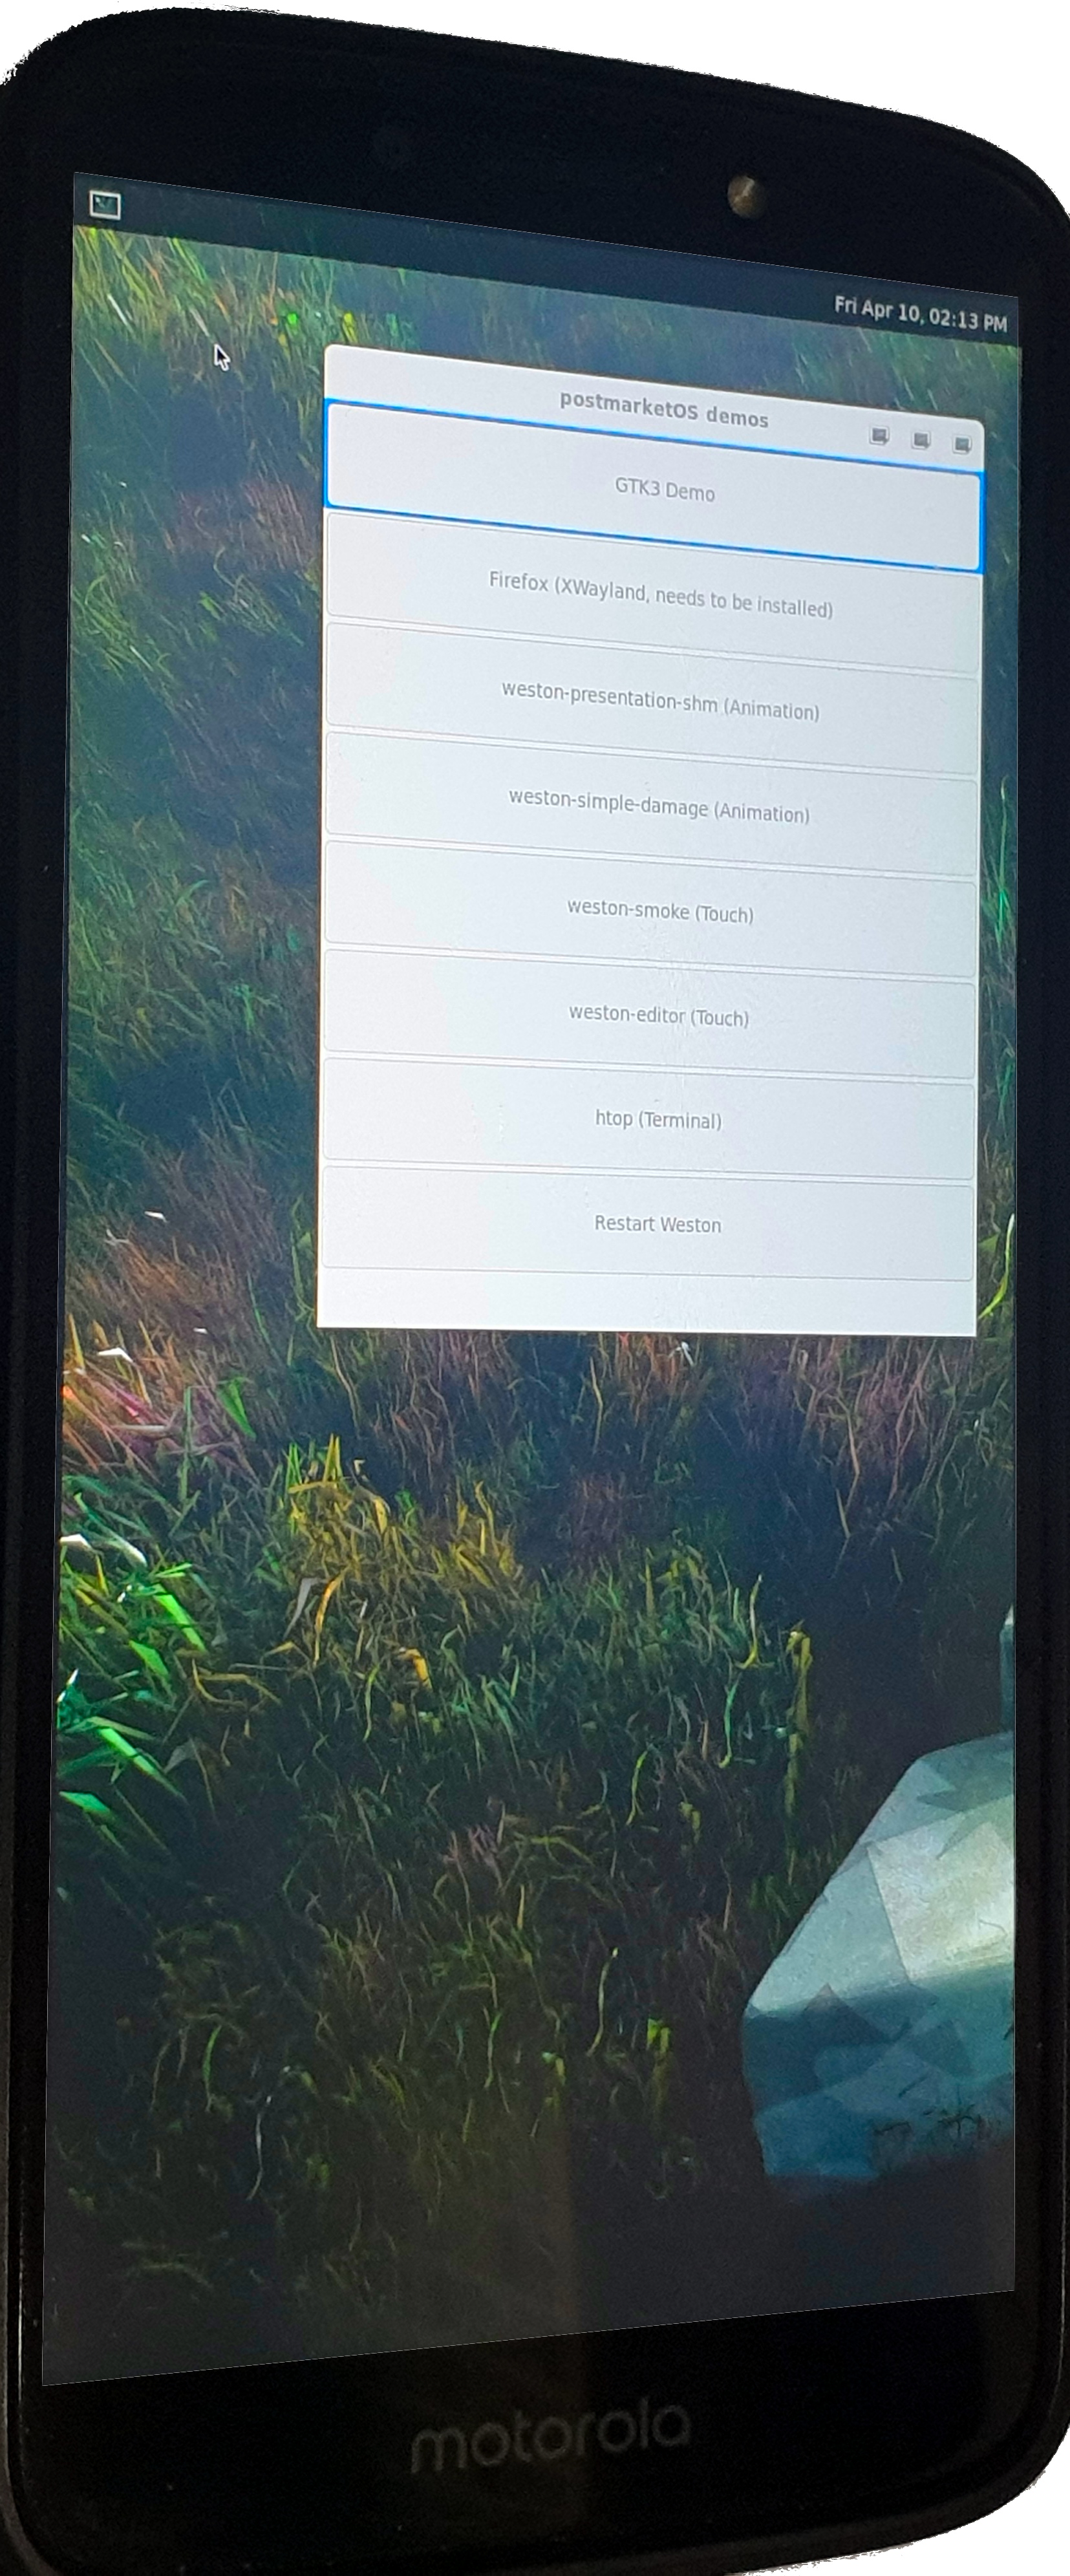 Fri Apr 10, 02:13 PM
postmarketOS demos
GTK3 Demo
Firefox (XWayland, needs to be installed)
weston-presentation-shm (Animation)
weston-simple-damage (Animation)
weston-smoke (Touch)
weston-editor (Touch)
htop (Terminal)
Restart Weston
motorola